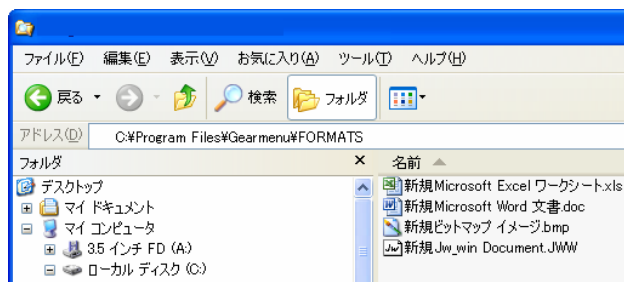 ファイル(F) 編集(E) 表示(V) お気に入り(A) ツール(T) ヘルプ(H)
戻る 検索 フォルダ
アドレス(D) C:¥Program Files¥Gearmenu¥FORMATS
フォルダ × 名前
デスクトップ
マイ ドキュメント
マイ コンピュータ
3.5 インチ FD (A:)
ローカル ディスク (C:)
新規Microsoft Excel ワークシート.xls
新規Microsoft Word 文書.doc
新規ビットマップ イメージ.bmp
新規Jw_win Document.JWW